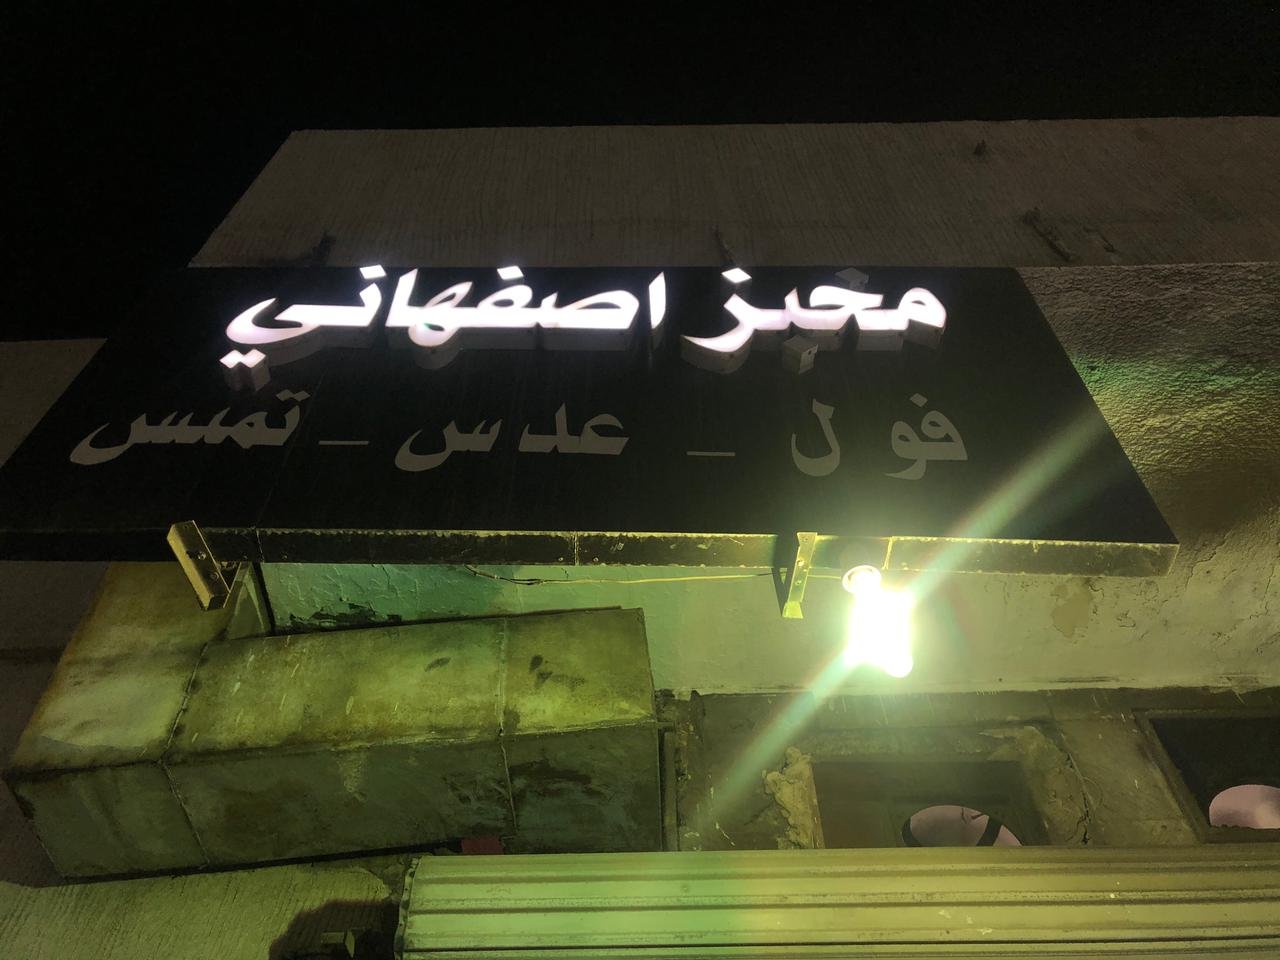 مخبز اصفهاني
فول _ عدس _ تميس